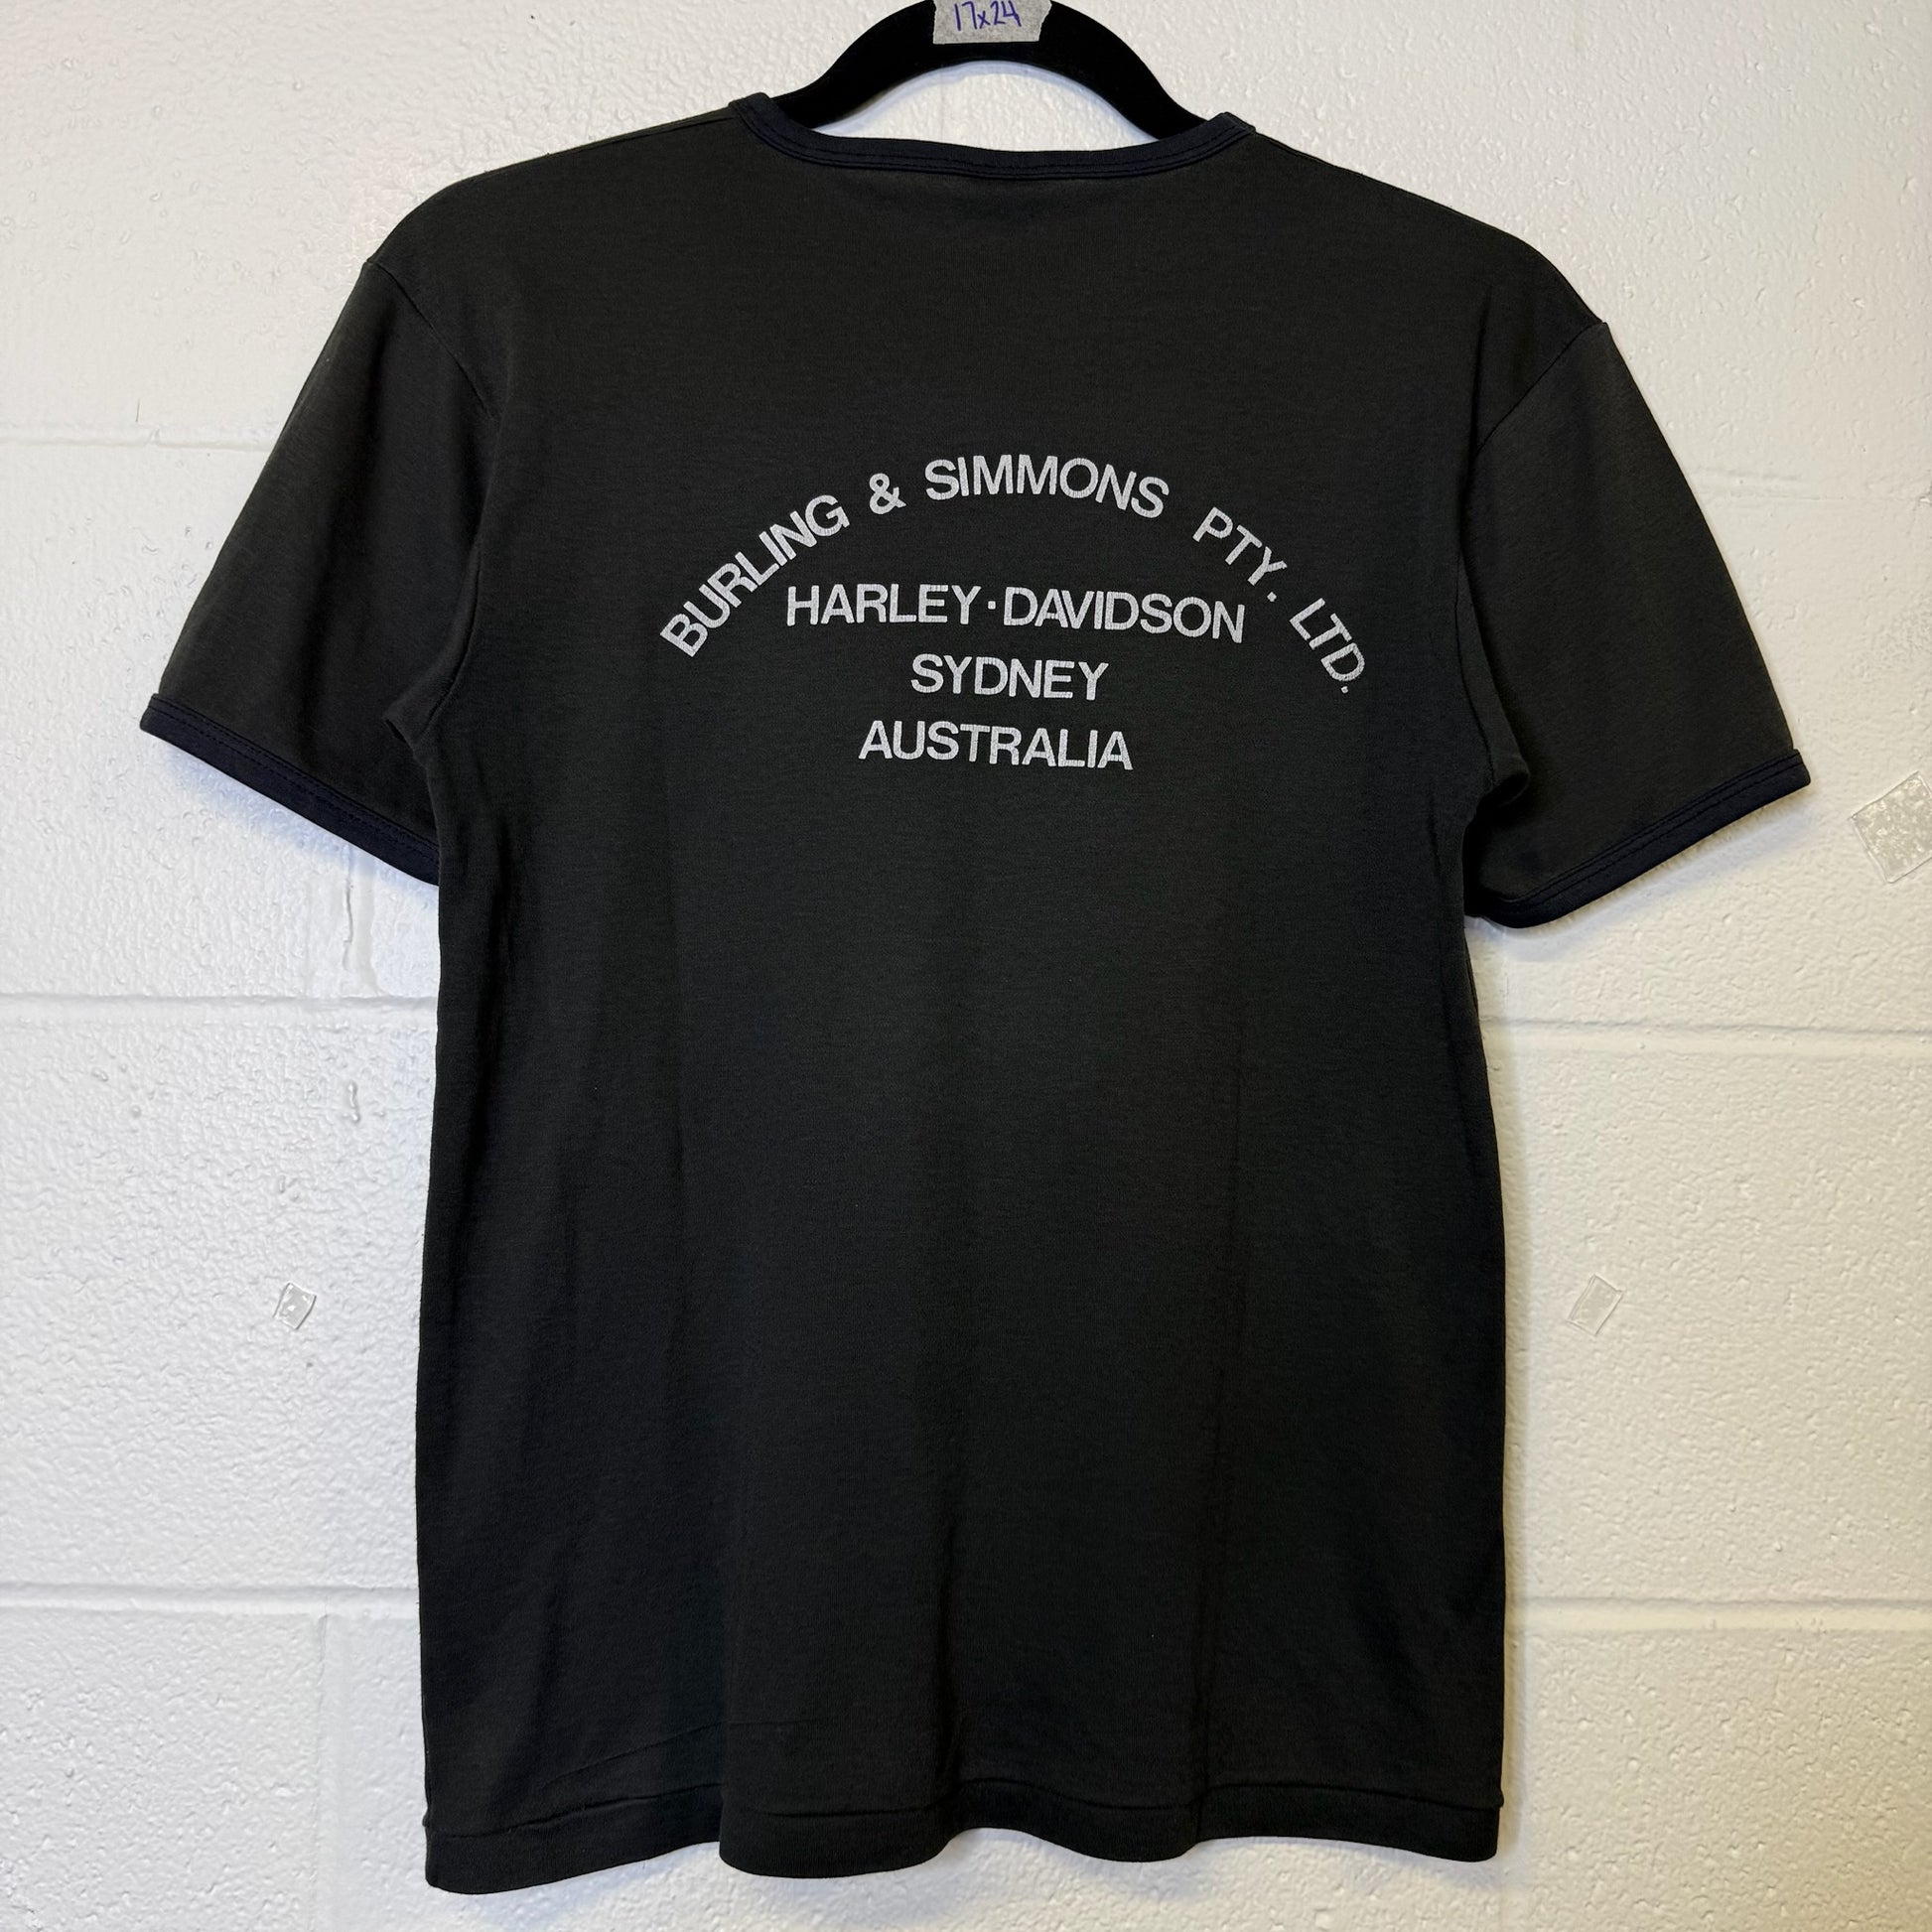 17x24
BURLING & SIMMONS PTY. LTD.
HARLEY·DAVIDSON
SYDNEY
AUSTRALIA